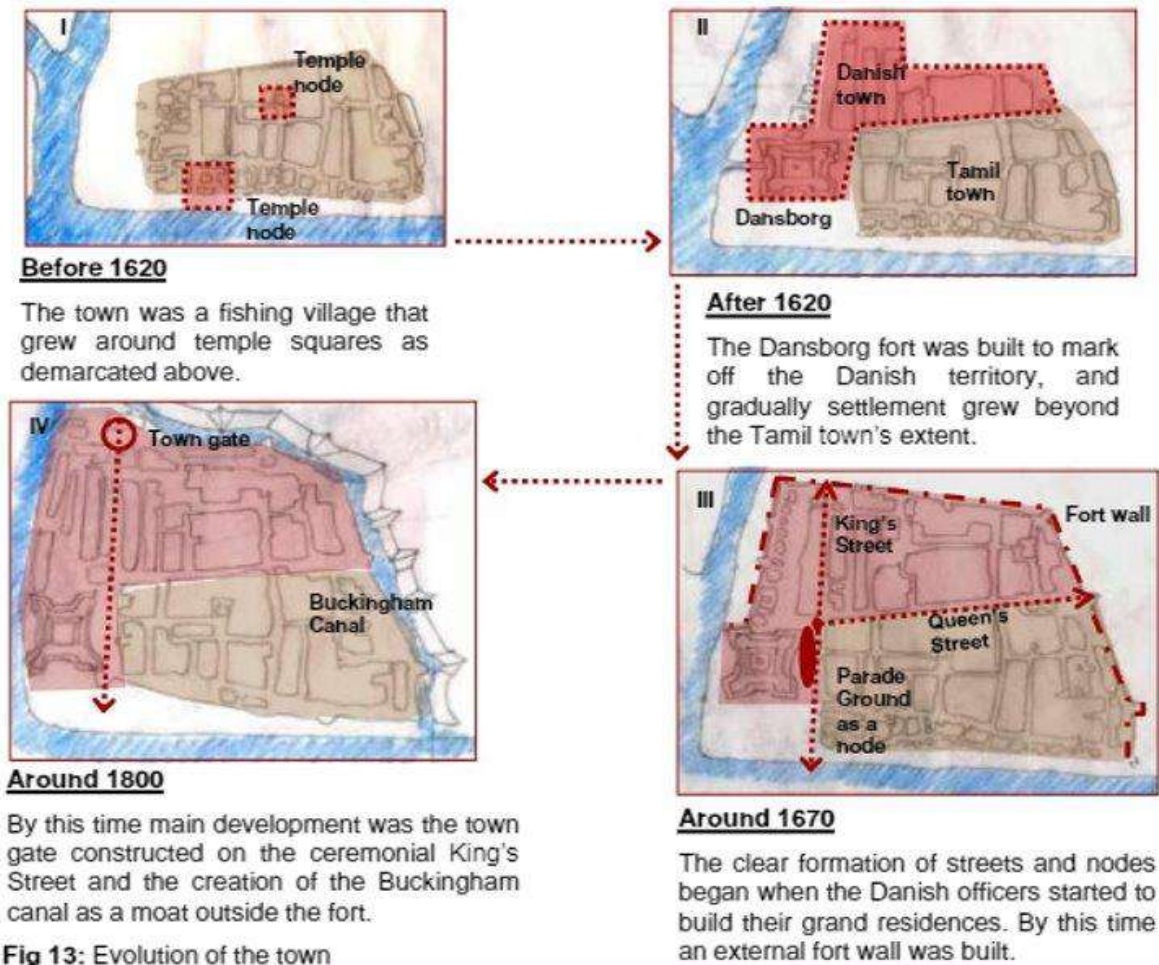 I
Temple
node
Temple
node
Before 1620
The town was a fishing village that
grew around temple squares as
demarcated above.
II
Danish
town
Tamil
town
Dansborg
After 1620
The Dansborg fort was built to mark
off the Danish territory, and
gradually settlement grew beyond
the Tamil town's extent.
III
King's
Street
Fort wall
Queen's
Street
Parade
Ground
as a
node
Around 1670
The clear formation of streets and nodes
began when the Danish officers started to
build their grand residences. By this time
an external fort wall was built.
IV
Town gate
Buckingham
Canal
Around 1800
By this time main development was the town
gate constructed on the ceremonial King's
Street and the creation of the Buckingham
canal as a moat outside the fort.
Fig 13: Evolution of the town